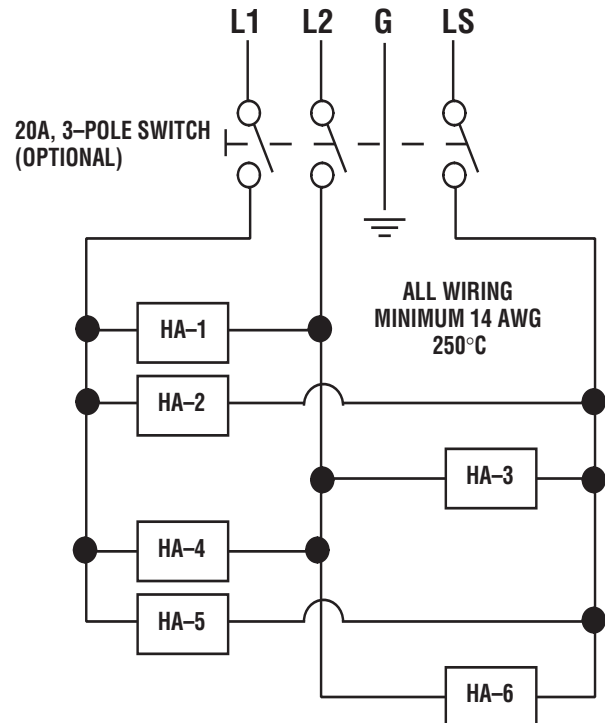 L1 L2 G LS
20A, 3–POLE SWITCH
(OPTIONAL)
ALL WIRING
MINIMUM 14 AWG
250°C
HA–1
HA–2
HA–3
HA–4
HA–5
HA–6